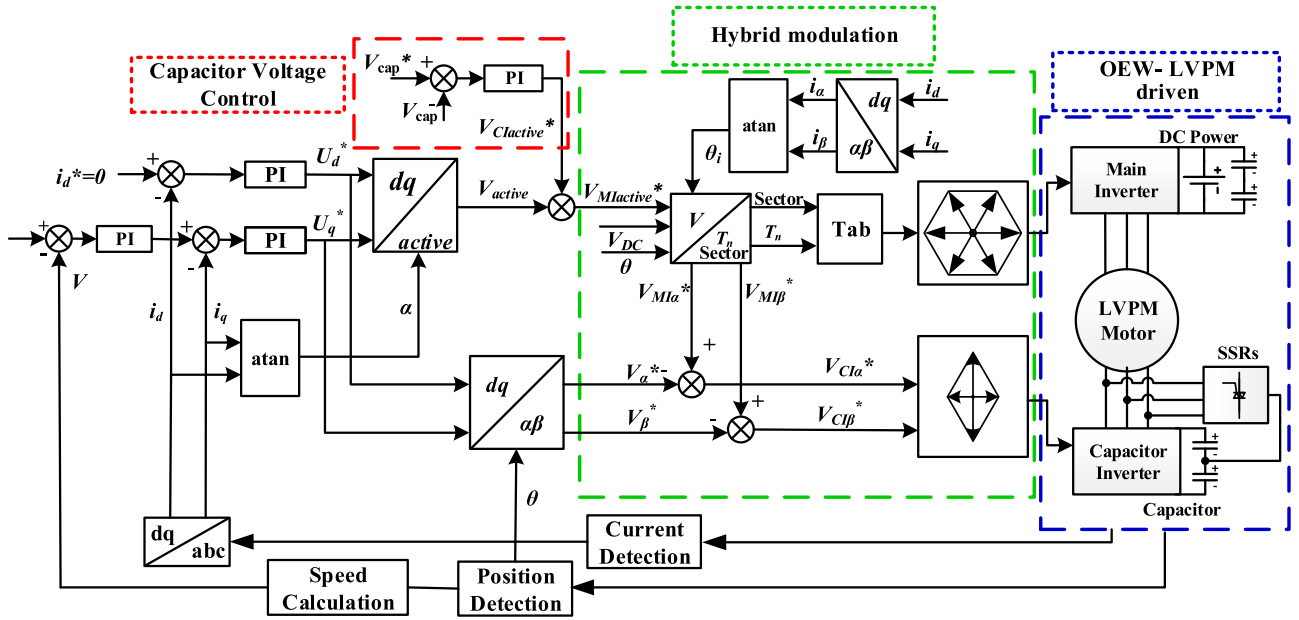 Hybrid modulation
Capacitor Voltage
Control
OEW- LVPM
driven
V_cap*
+
-
V_cap
PI
V_CIactive*
i_α
i_β
atan
θ_i
dq
αβ
i_d
i_q
DC Power
Main
Inverter
+
-
+
-
+
-
i_d*=0
+
-
PI
U_d*
dq
active
V_active
V_MIactive*
V
T_n
Sector
V_DC
θ
Sector
T_n
Tab
+
-
V
PI
+
-
PI
U_q*
i_d
i_q
atan
α
V_MIα*
V_MIβ*
LVPM
Motor
SSRs
dq
αβ
V_α*
-
+
V_CIα*
V_β*
-
+
V_CIβ*
Capacitor
Inverter
+
-
+
-
Capacitor
θ
dq
abc
Current
Detection
Speed
Calculation
Position
Detection